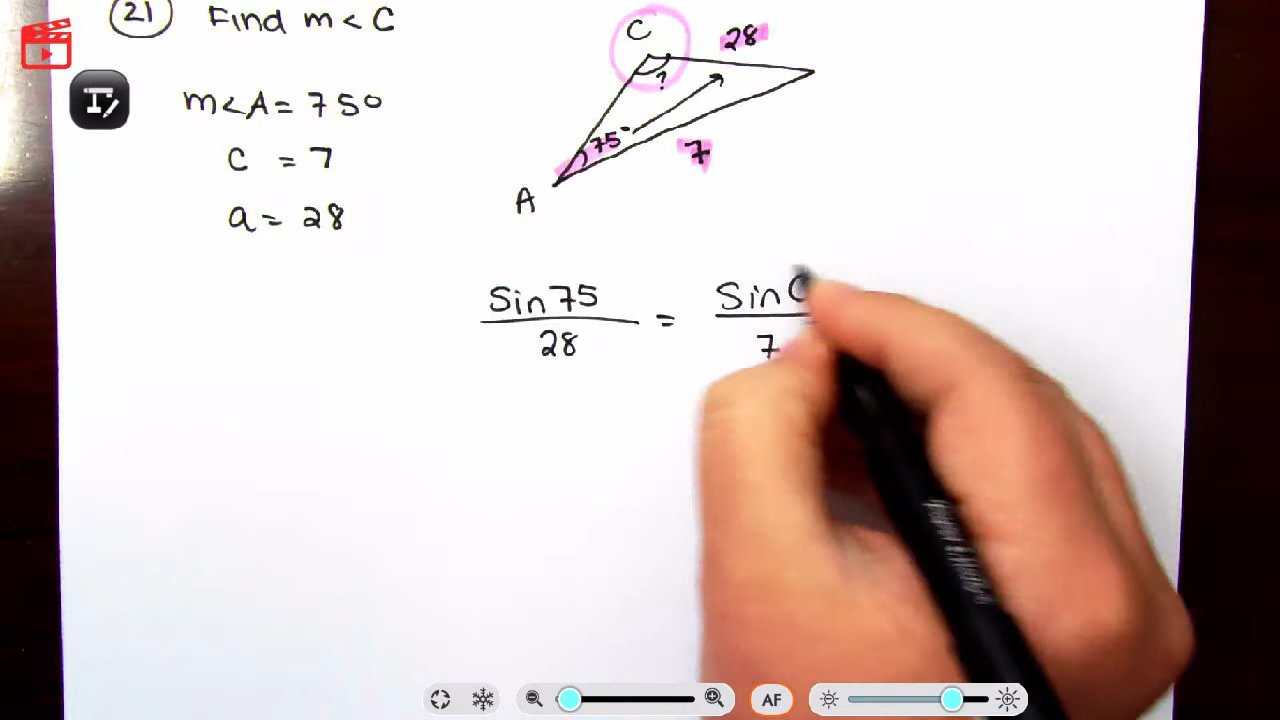 21 Find m<C
m<A = 75°
c = 7
a = 28
C
28
?
75°
7
A
Sin 75 / 28 = Sin C / 7
AF